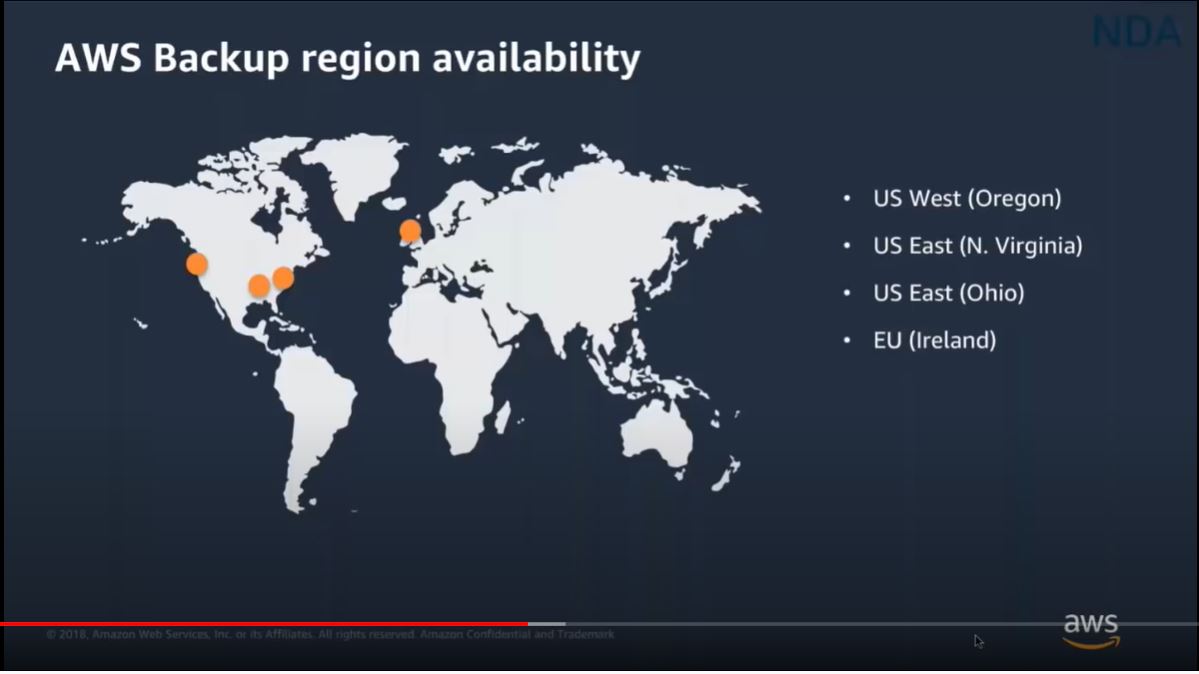 NDA
AWS Backup region availability
• US West (Oregon)
• US East (N. Virginia)
• US East (Ohio)
• EU (Ireland)
© 2018, Amazon Web Services, Inc. or its Affiliates. All rights reserved. Amazon Confidential and Trademark
aws